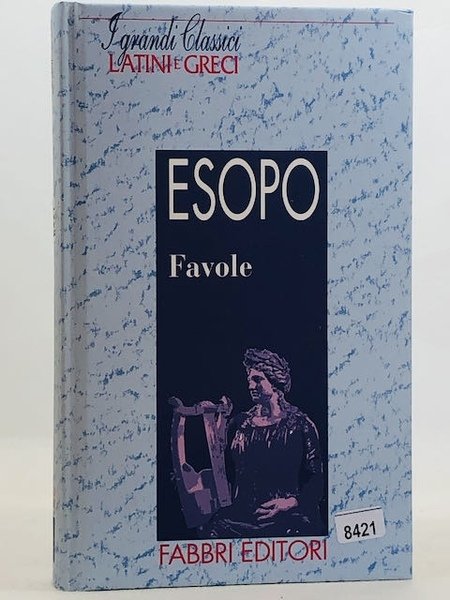 I grandi Classici
LATINI E GRECI
ESOPO
Favole
8421
FABBRI EDITORI